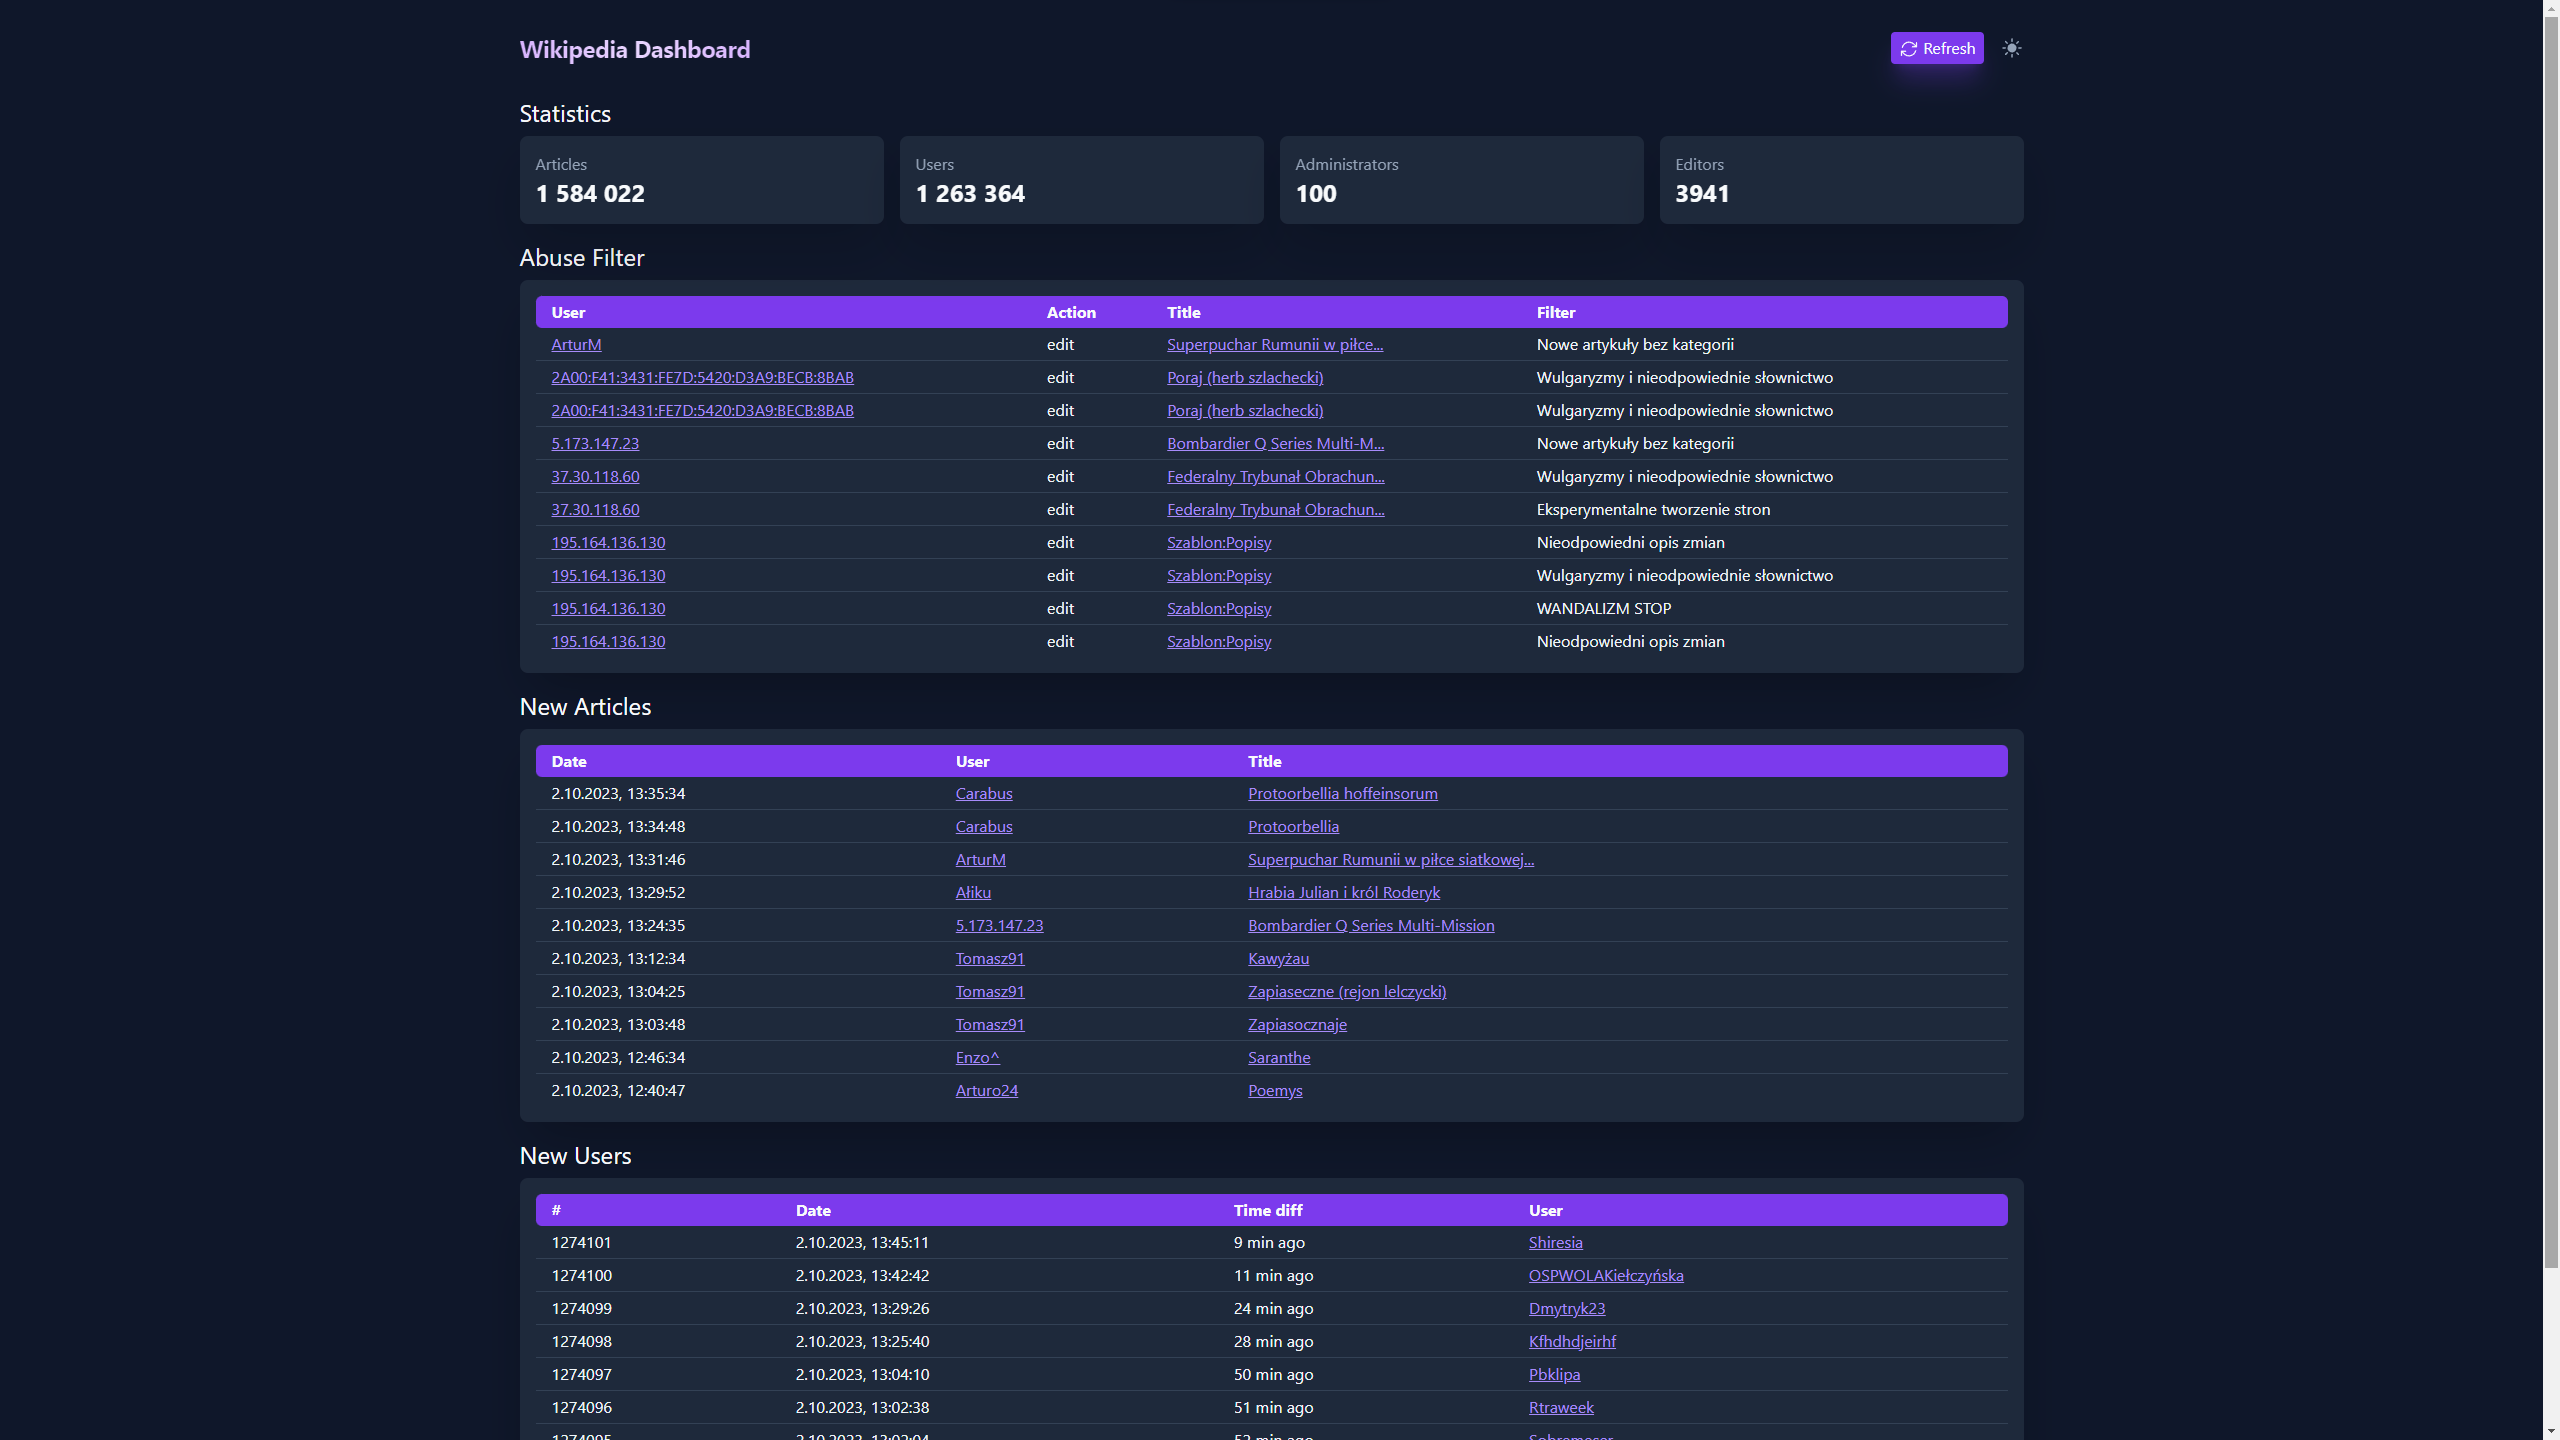 Wikipedia Dashboard
Refresh
Statistics
Articles Users Administrators Editors
1 584 022 1 263 364 100 3941
Abuse Filter
User Action Title Filter
ArturM edit Superpuchar Rumunii w piłce... Nowe artykuły bez kategorii
2A00:F41:3431:FE7D:5420:D3A9:BECB:8BAB edit Poraj (herb szlachecki) Wulgaryzmy i nieodpowiednie słownictwo
2A00:F41:3431:FE7D:5420:D3A9:BECB:8BAB edit Poraj (herb szlachecki) Wulgaryzmy i nieodpowiednie słownictwo
5.173.147.23 edit Bombardier Q Series Multi-M... Nowe artykuły bez kategorii
37.30.118.60 edit Federalny Trybunał Obrachun... Wulgaryzmy i nieodpowiednie słownictwo
37.30.118.60 edit Federalny Trybunał Obrachun... Eksperymentalne tworzenie stron
195.164.136.130 edit Szablon:Popisy Nieodpowiedni opis zmian
195.164.136.130 edit Szablon:Popisy Wulgaryzmy i nieodpowiednie słownictwo
195.164.136.130 edit Szablon:Popisy WANDALIZM STOP
195.164.136.130 edit Szablon:Popisy Nieodpowiedni opis zmian
New Articles
Date User Title
2.10.2023, 13:35:34 Carabus Protoorbellia hoffeinsorum
2.10.2023, 13:34:48 Carabus Protoorbellia
2.10.2023, 13:31:46 ArturM Superpuchar Rumunii w piłce siatkowej...
2.10.2023, 13:29:52 Ałiku Hrabia Julian i król Roderyk
2.10.2023, 13:24:35 5.173.147.23 Bombardier Q Series Multi-Mission
2.10.2023, 13:12:34 Tomasz91 Kawyżau
2.10.2023, 13:04:25 Tomasz91 Zapiaseczne (rejon lelczycki)
2.10.2023, 13:03:48 Tomasz91 Zapiasocznaje
2.10.2023, 12:46:34 Enzo^ Saranthe
2.10.2023, 12:40:47 Arturo24 Poemys
New Users
# Date Time diff User
1274101 2.10.2023, 13:45:11 9 min ago Shiresia
1274100 2.10.2023, 13:42:42 11 min ago OSPWOLAKiełczyńska
1274099 2.10.2023, 13:29:26 24 min ago Dmytryk23
1274098 2.10.2023, 13:25:40 28 min ago Kfhdhdjeirhf
1274097 2.10.2023, 13:04:10 50 min ago Pbklipa
1274096 2.10.2023, 13:02:38 51 min ago Rtraweek